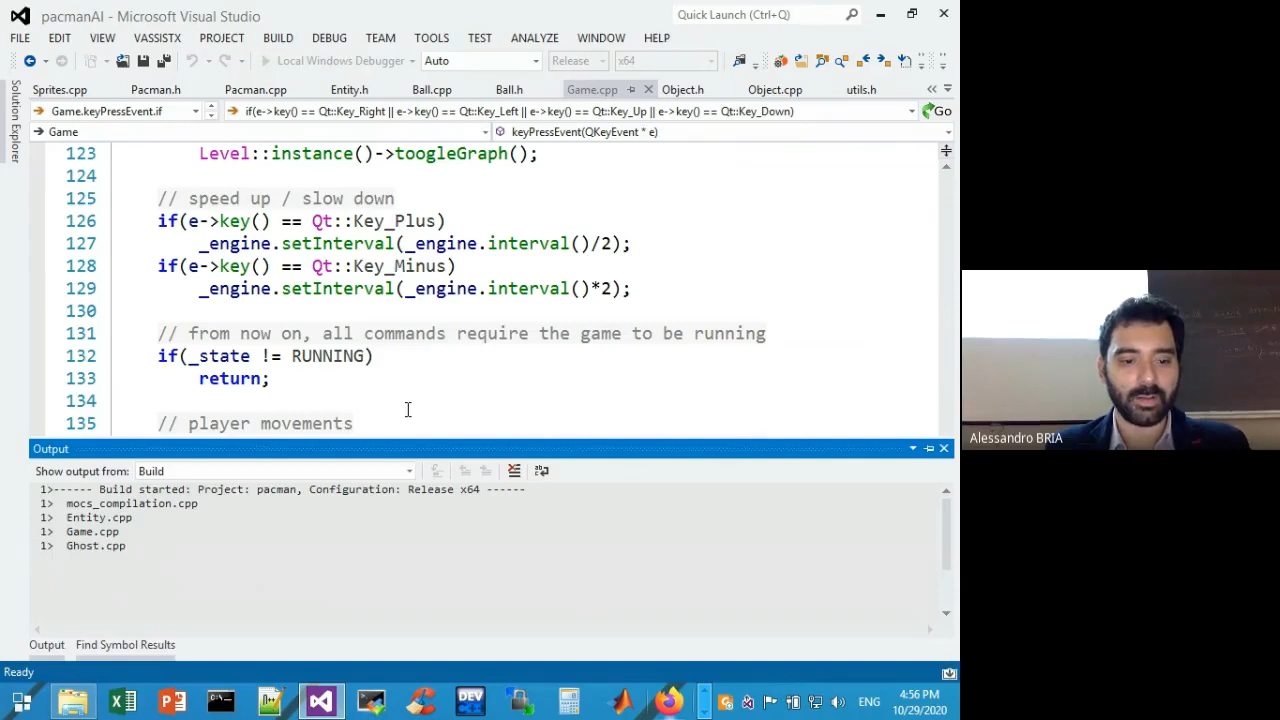 pacmanAI - Microsoft Visual Studio
Quick Launch (Ctrl+Q)
FILE EDIT VIEW VASSISTX PROJECT BUILD DEBUG TEAM TOOLS TEST ANALYZE WINDOW HELP
Local Windows Debugger Auto Release x64
Solution Explorer
Sprites.cpp Pacman.h Pacman.cpp Entity.h Ball.cpp Ball.h Game.cpp Object.h Object.cpp utils.h
Game.keyPressEvent.if if(e->key() == Qt::Key_Right || e->key() == Qt::Key_Left || e->key() == Qt::Key_Up || e->key() == Qt::Key_Down) Go
Game keyPressEvent(QKeyEvent * e)
123 Level::instance()->toogleGraph();
124
125 // speed up / slow down
126 if(e->key() == Qt::Key_Plus)
127 _engine.setInterval(_engine.interval()/2);
128 if(e->key() == Qt::Key_Minus)
129 _engine.setInterval(_engine.interval()*2);
130
131 // from now on, all commands require the game to be running
132 if(_state != RUNNING)
133 return;
134
135 // player movements
Output
Show output from: Build
1>------ Build started: Project: pacman, Configuration: Release x64 ------
1> mocs_compilation.cpp
1> Entity.cpp
1> Game.cpp
1> Ghost.cpp
Output Find Symbol Results
Ready
DEV
ENG
4:56 PM
10/29/2020
Alessandro BRIA